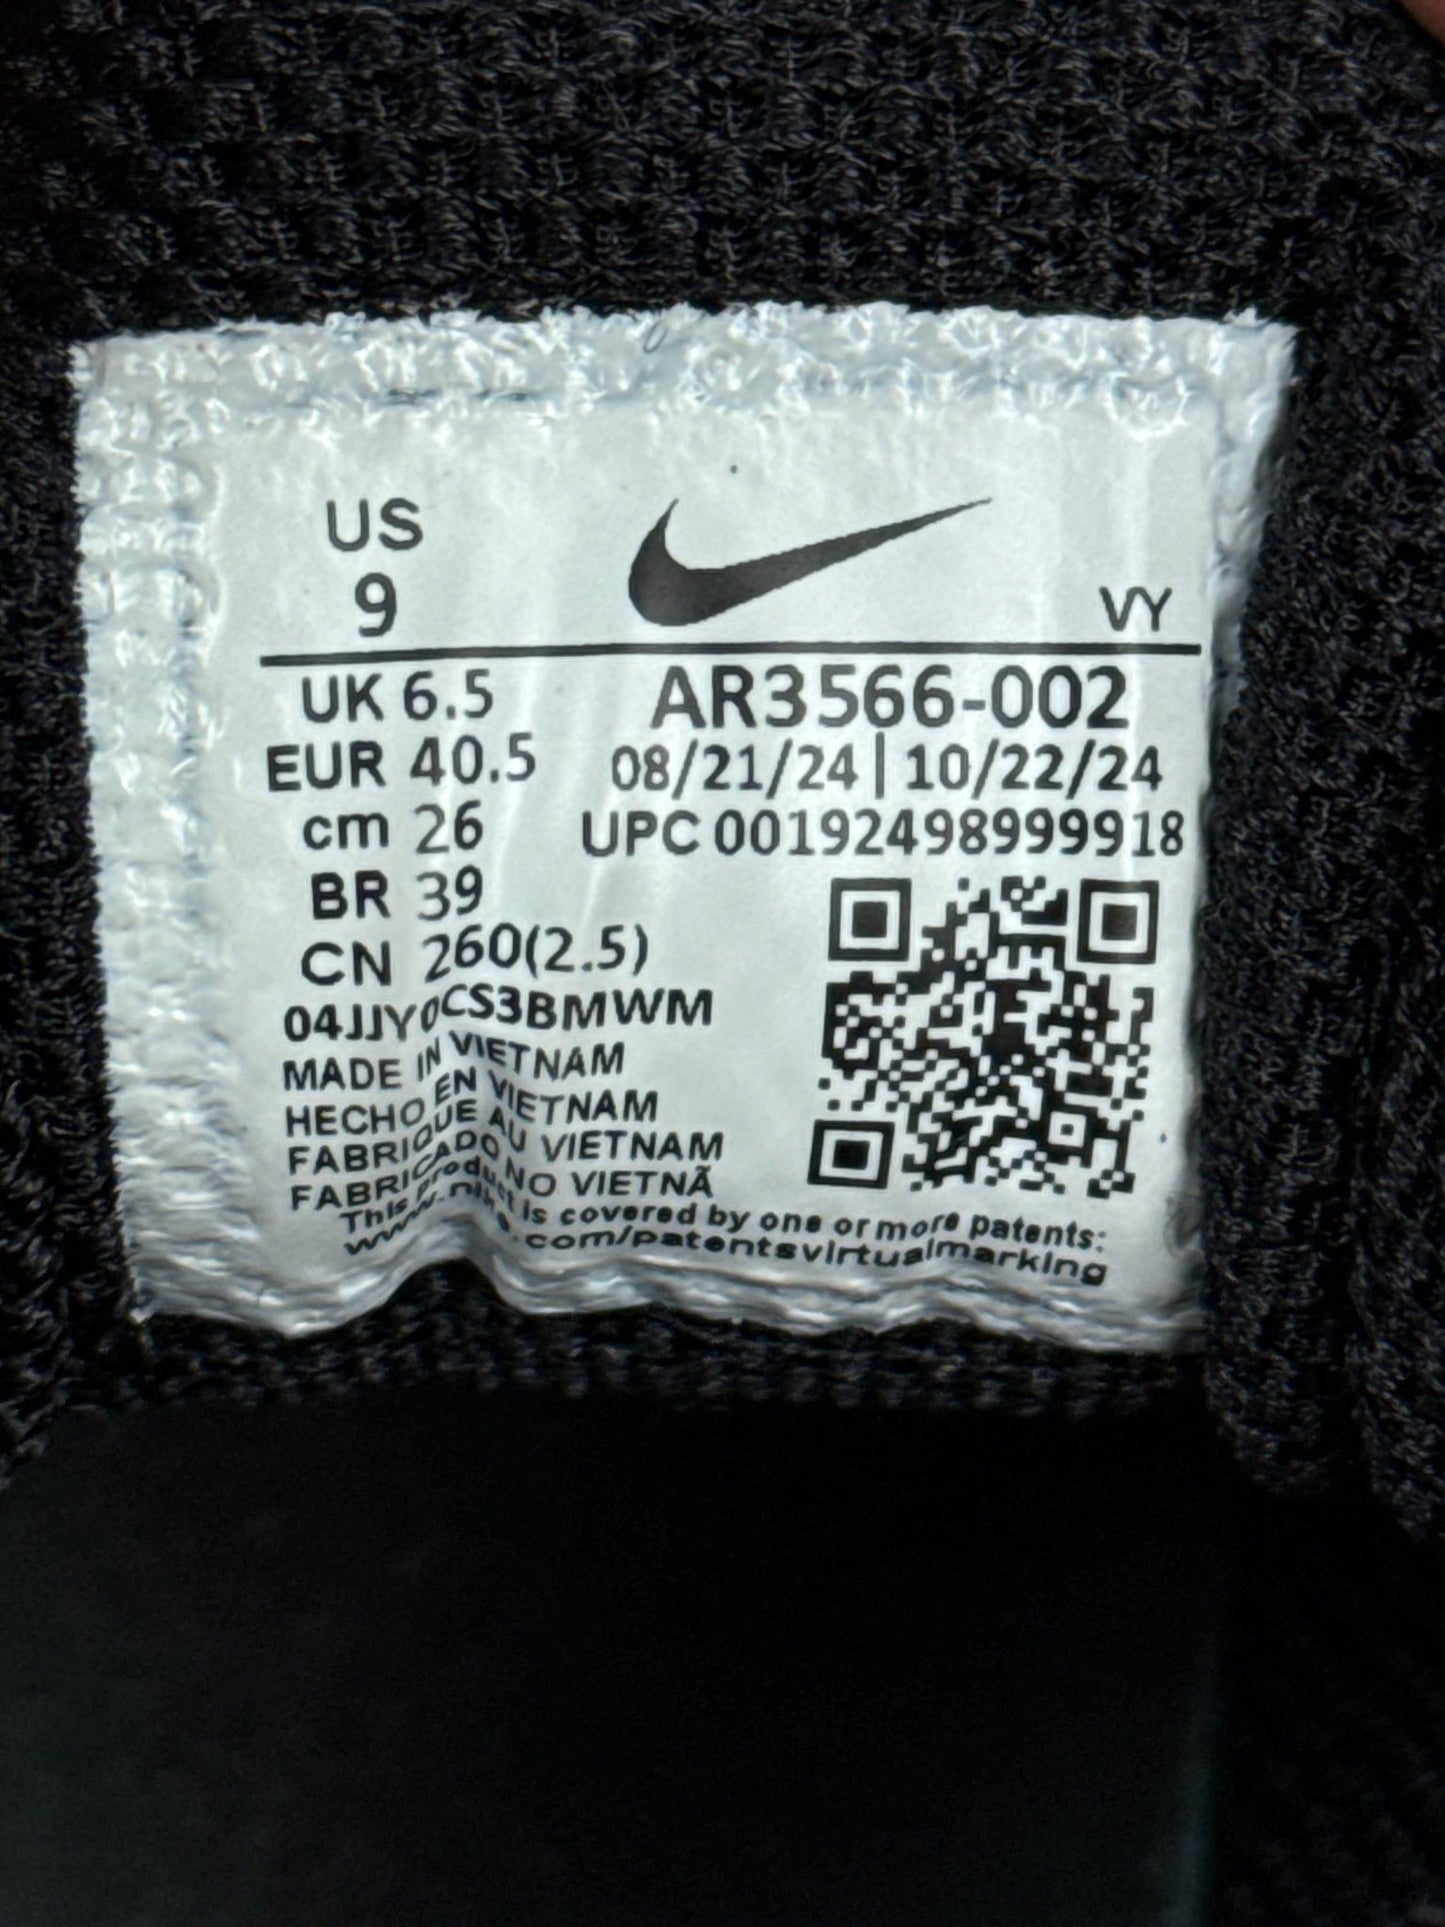 US
9
VY
UK 6.5
AR3566-002
EUR 40.5
08/21/24 | 10/22/24
cm 26
UPC 00192498999918
BR 39
CN 260(2.5)
04JJY0CS3BMWM
MADE IN VIETNAM
HECHO EN VIETNAM
FABRIQUE AU VIETNAM
FABRICADO NO VIETNÃ
This product is covered by one or more patents:
www.nike.com/patentsvirtualmarking